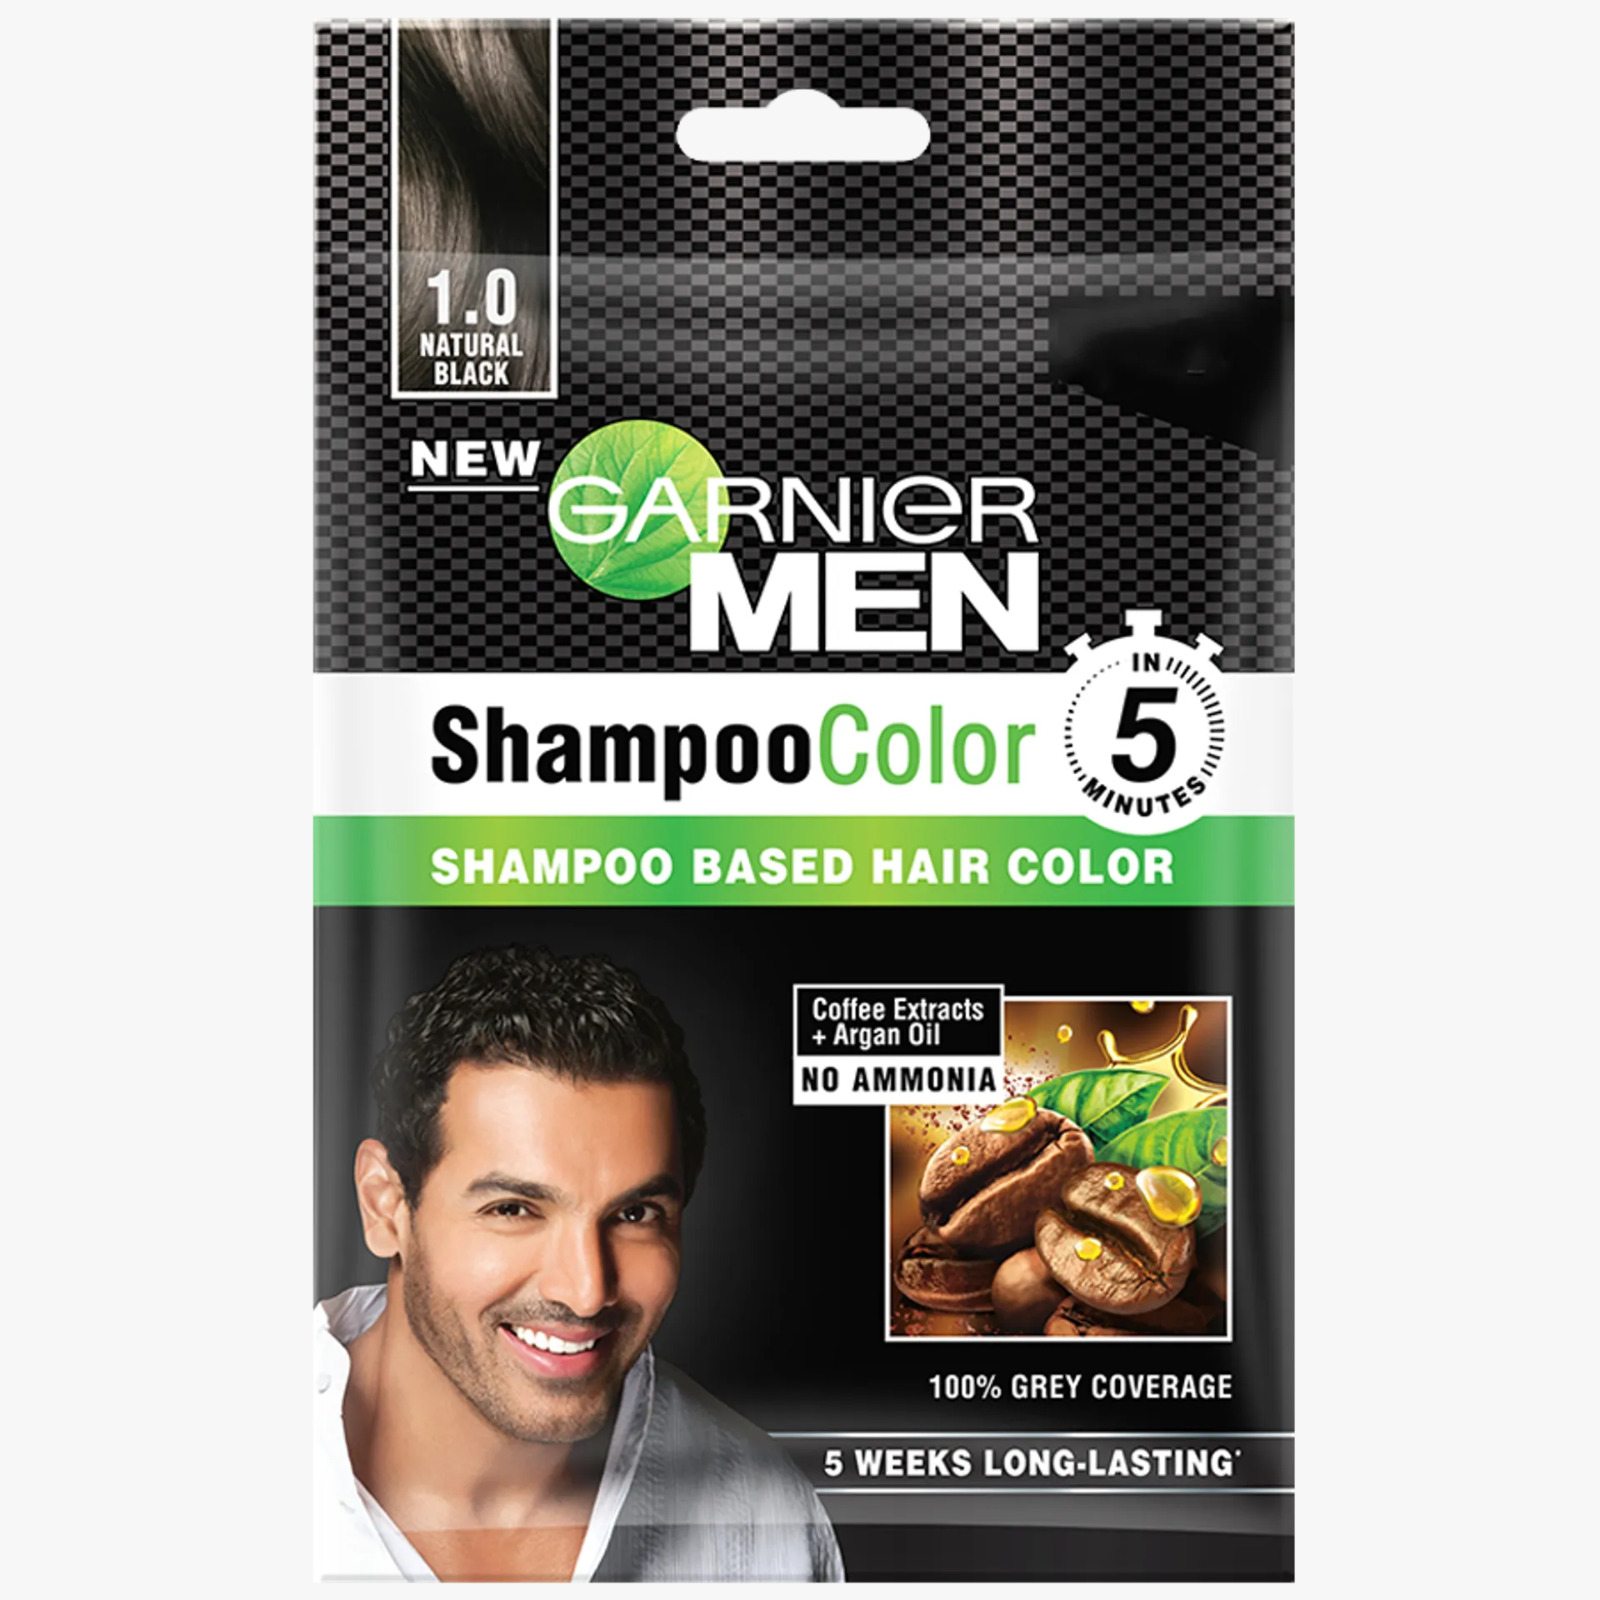 1.0
NATURAL
BLACK
NEW
GARNIER
MEN
ShampooColor
IN
5
MINUTES
SHAMPOO BASED HAIR COLOR
Coffee Extracts
+ Argan Oil
NO AMMONIA
100% GREY COVERAGE
5 WEEKS LONG-LASTING*